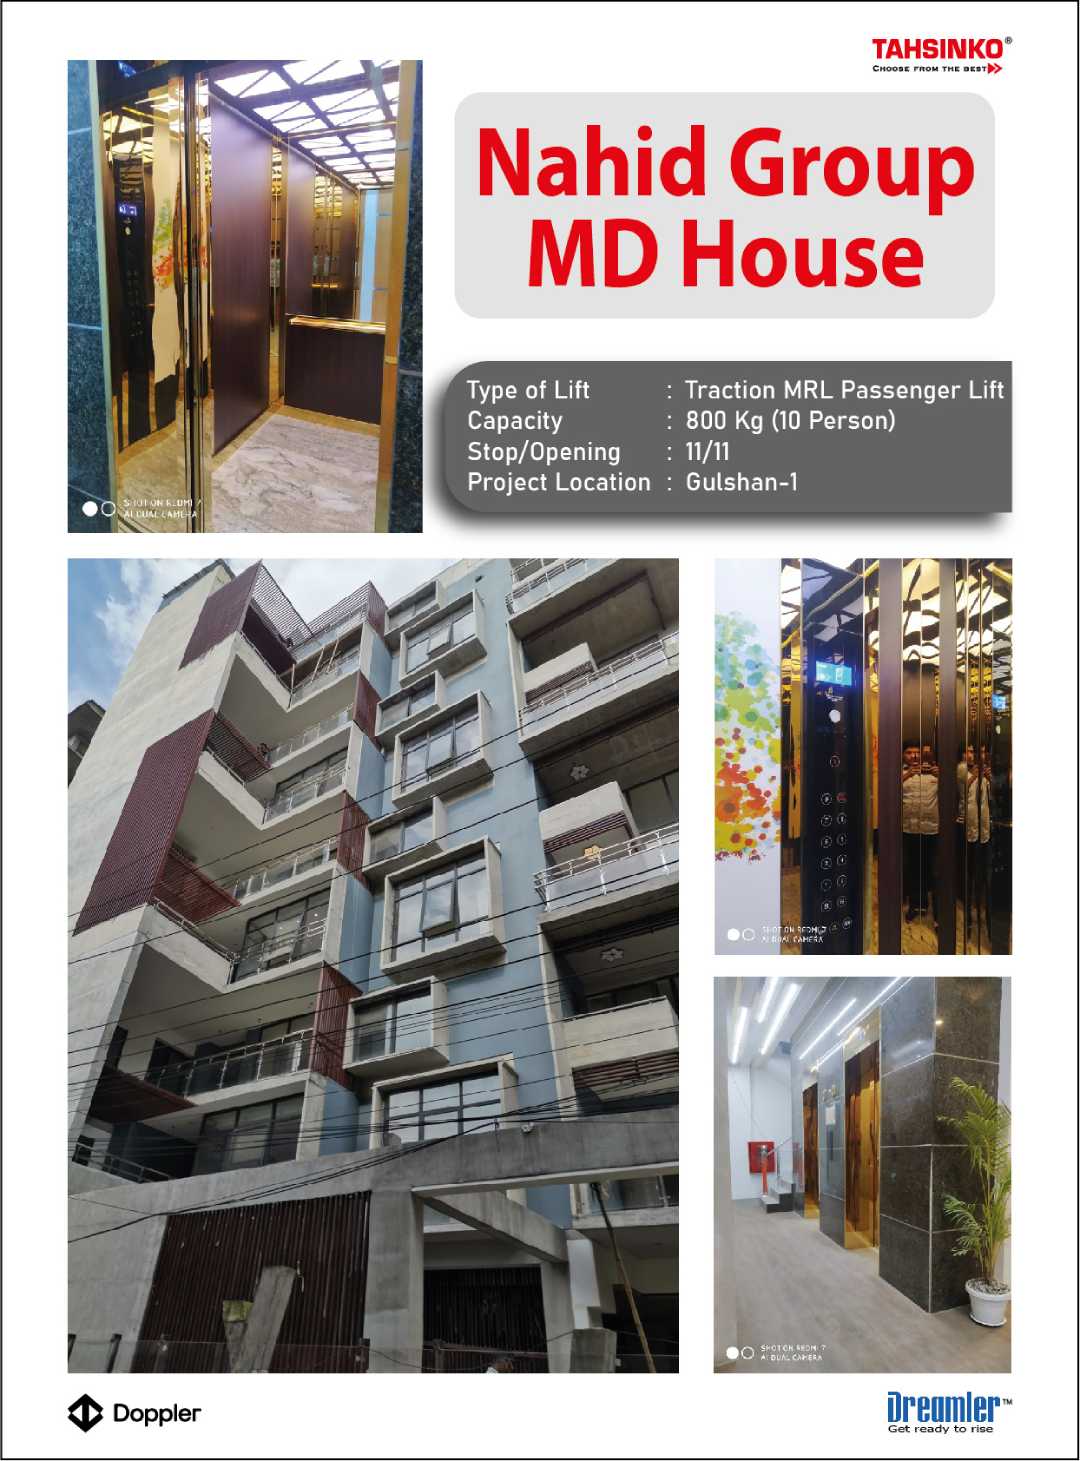 TAHSINKO®
CHOOSE FROM THE BEST
Nahid Group
MD House
Type of Lift : Traction MRL Passenger Lift
Capacity : 800 Kg (10 Person)
Stop/Opening : 11/11
Project Location : Gulshan-1
SHOT ON REDMI 7
AI DUAL CAMERA
SHOT ON REDMI 7
AI DUAL CAMERA
SHOT ON REDMI 7
AI DUAL CAMERA
Doppler
Dreamler™
Get ready to rise